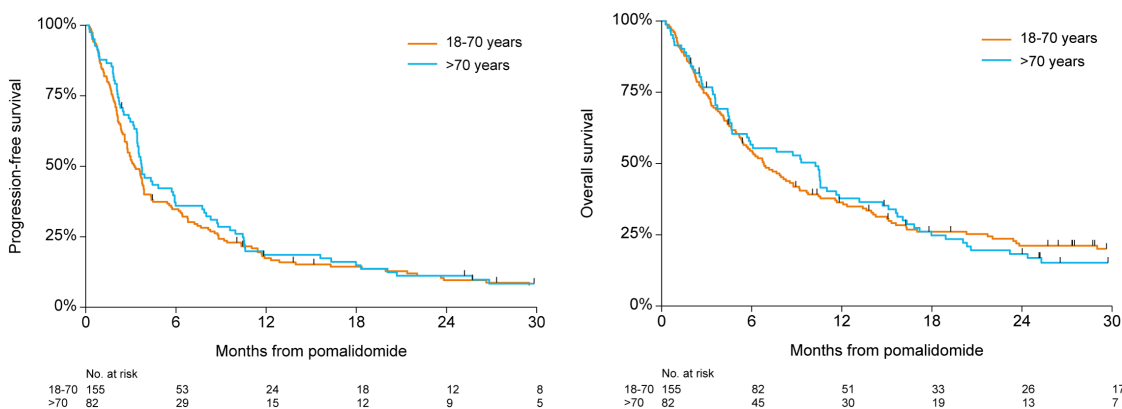 Progression-free survival
100%
75%
50%
25%
0%
18-70 years
>70 years
0 6 12 18 24 30
Months from pomalidomide
No. at risk
18-70 155 53 24 18 12 8
>70 82 29 15 12 9 5
Overall survival
100%
75%
50%
25%
0%
18-70 years
>70 years
0 6 12 18 24 30
Months from pomalidomide
No. at risk
18-70 155 82 51 33 26 17
>70 82 45 30 19 13 7